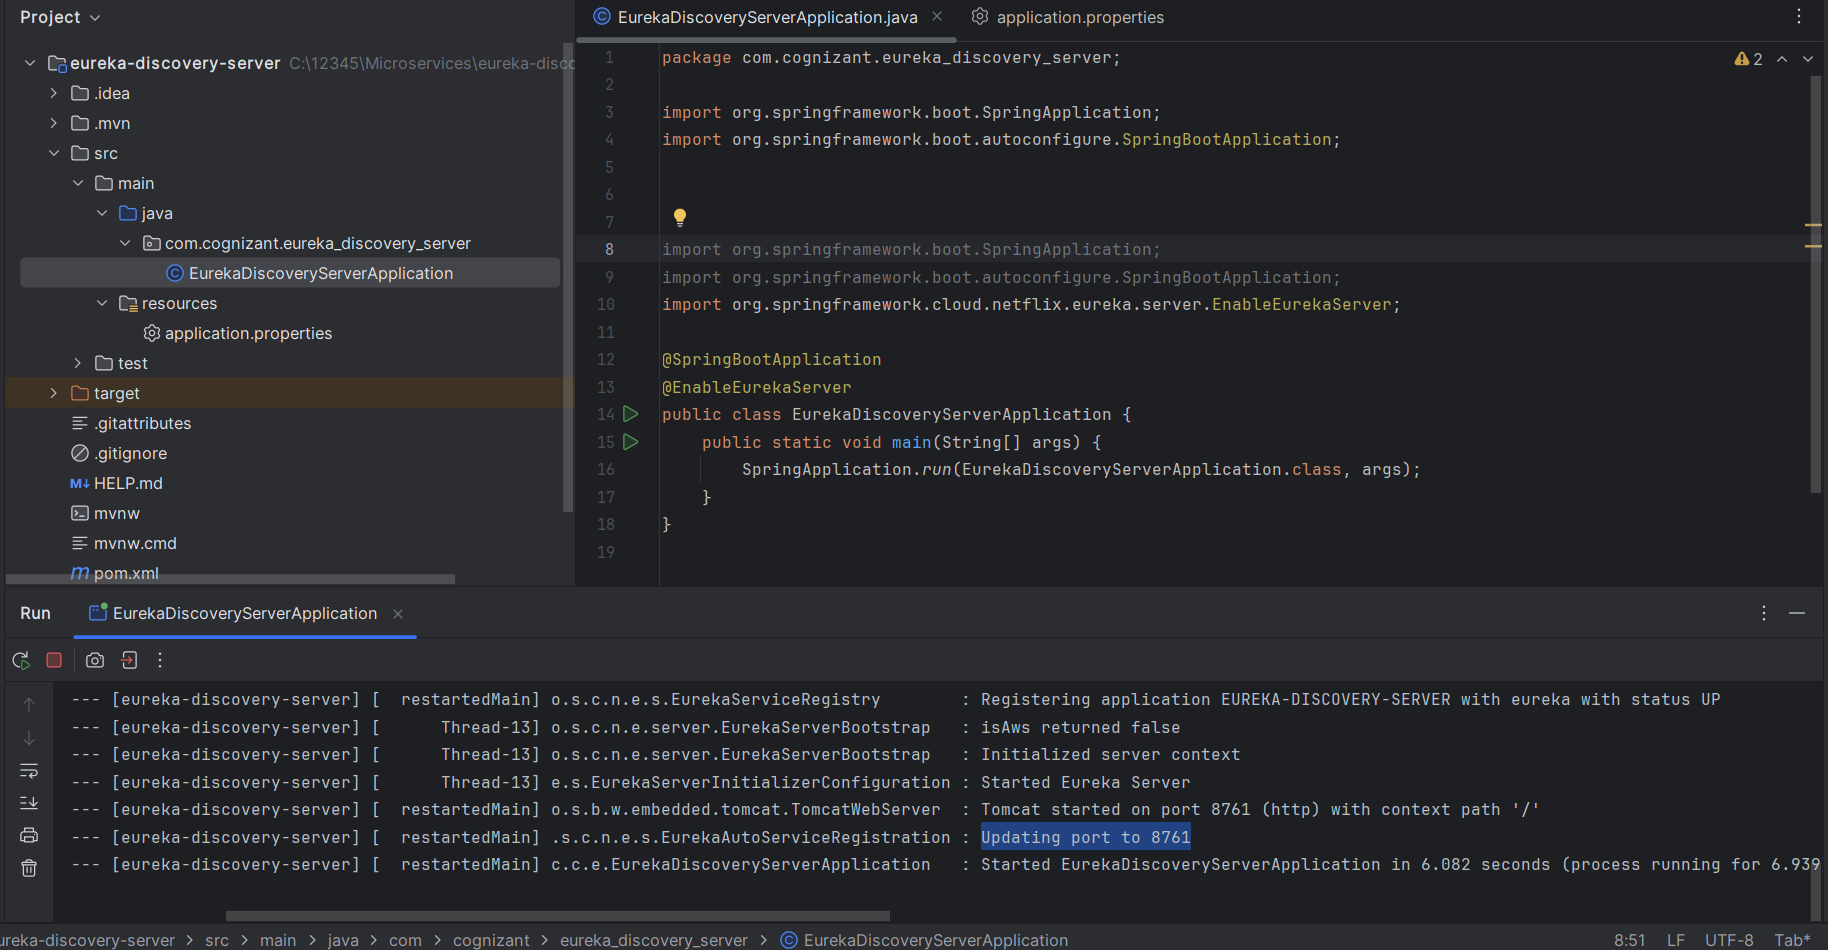 Project
eureka-discovery-server C:\12345\Microservices\eureka-disco
.idea
.mvn
src
main
java
com.cognizant.eureka_discovery_server
EurekaDiscoveryServerApplication
resources
application.properties
test
target
.gitattributes
.gitignore
M↓ HELP.md
mvnw
mvnw.cmd
m pom.xml
EurekaDiscoveryServerApplication.java
application.properties
2
1 package com.cognizant.eureka_discovery_server;
2
3 import org.springframework.boot.SpringApplication;
4 import org.springframework.boot.autoconfigure.SpringBootApplication;
5
6
7
8 import org.springframework.boot.SpringApplication;
9 import org.springframework.boot.autoconfigure.SpringBootApplication;
10 import org.springframework.cloud.netflix.eureka.server.EnableEurekaServer;
11
12 @SpringBootApplication
13 @EnableEurekaServer
14 public class EurekaDiscoveryServerApplication {
15 public static void main(String[] args) {
16 SpringApplication.run(EurekaDiscoveryServerApplication.class, args);
17 }
18 }
19
Run EurekaDiscoveryServerApplication
--- [eureka-discovery-server] [  restartedMain] o.s.c.n.e.s.EurekaServiceRegistry : Registering application EUREKA-DISCOVERY-SERVER with eureka with status UP
--- [eureka-discovery-server] [      Thread-13] o.s.c.n.e.server.EurekaServerBootstrap : isAws returned false
--- [eureka-discovery-server] [      Thread-13] o.s.c.n.e.server.EurekaServerBootstrap : Initialized server context
--- [eureka-discovery-server] [      Thread-13] e.s.EurekaServerInitializerConfiguration : Started Eureka Server
--- [eureka-discovery-server] [  restartedMain] o.s.b.w.embedded.tomcat.TomcatWebServer : Tomcat started on port 8761 (http) with context path '/'
--- [eureka-discovery-server] [  restartedMain] .s.c.n.e.s.EurekaAutoServiceRegistration : Updating port to 8761
--- [eureka-discovery-server] [  restartedMain] c.c.e.EurekaDiscoveryServerApplication : Started EurekaDiscoveryServerApplication in 6.082 seconds (process running for 6.939
ureka-discovery-server > src > main > java > com > cognizant > eureka_discovery_server > EurekaDiscoveryServerApplication
8:51 LF UTF-8 Tab*